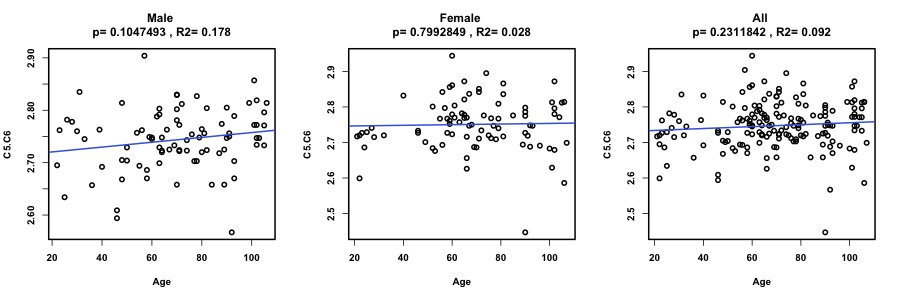 Male
p= 0.1047493 , R2= 0.178
C5.C6
2.90
2.80
2.70
2.60
20 40 60 80 100
Age
Female
p= 0.7992849 , R2= 0.028
C5.C6
2.9
2.8
2.7
2.6
2.5
20 40 60 80 100
Age
All
p= 0.2311842 , R2= 0.092
C5.C6
2.9
2.8
2.7
2.6
2.5
20 40 60 80 100
Age